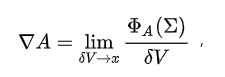 ∇A = lim_{δV→x} Φ_A(Σ) / δV ,